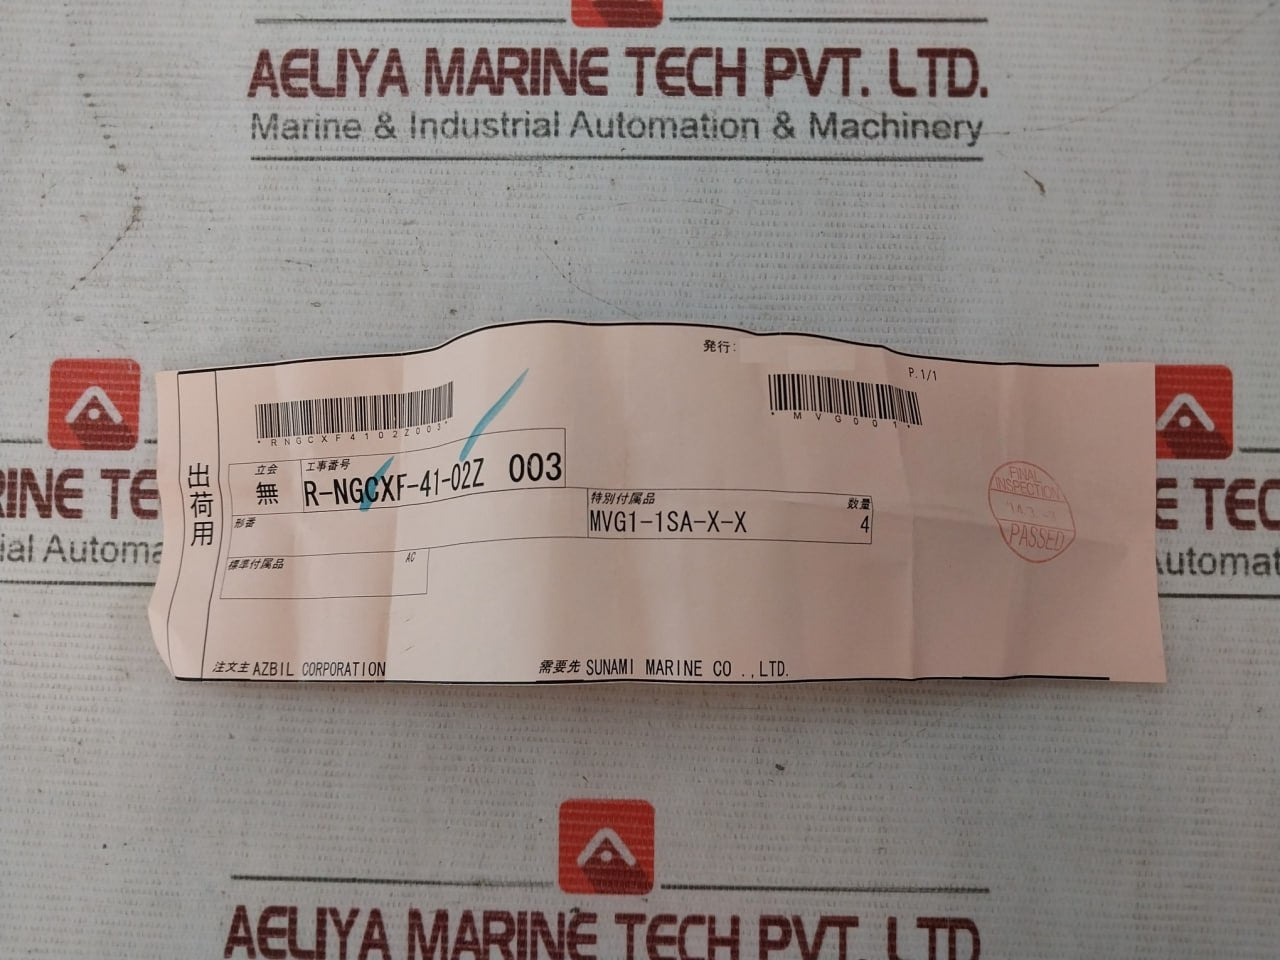 AELIYA MARINE TECH PVT. LTD.
Marine & Industrial Automation & Machinery
発行:
P.1/1
*RNGCXF4102Z003*
*MVG001*
出荷用
立会
無
工事番号
R-NGCXF-41-02Z 003
形番
特別付属品
数量
MVG1-1SA-X-X
4
標準付属品
AC
FINAL
INSPECTION
PASSED
注文主 AZBIL CORPORATION
需要先 SUNAMI MARINE CO .,LTD.
RINE TEC
ial Automa
NE TEC
utomat
AELIYA MARINE TECH PVT. LTD.